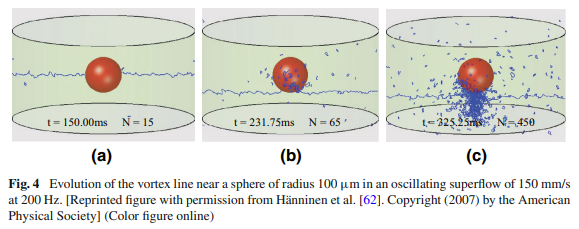 t = 150.00ms N = 15
t = 231.75ms N = 65
t = 325.25ms N = 450
(a)
(b)
(c)
Fig. 4 Evolution of the vortex line near a sphere of radius 100 μm in an oscillating superflow of 150 mm/s
at 200 Hz. [Reprinted figure with permission from Hänninen et al. [62]. Copyright (2007) by the American
Physical Society] (Color figure online)